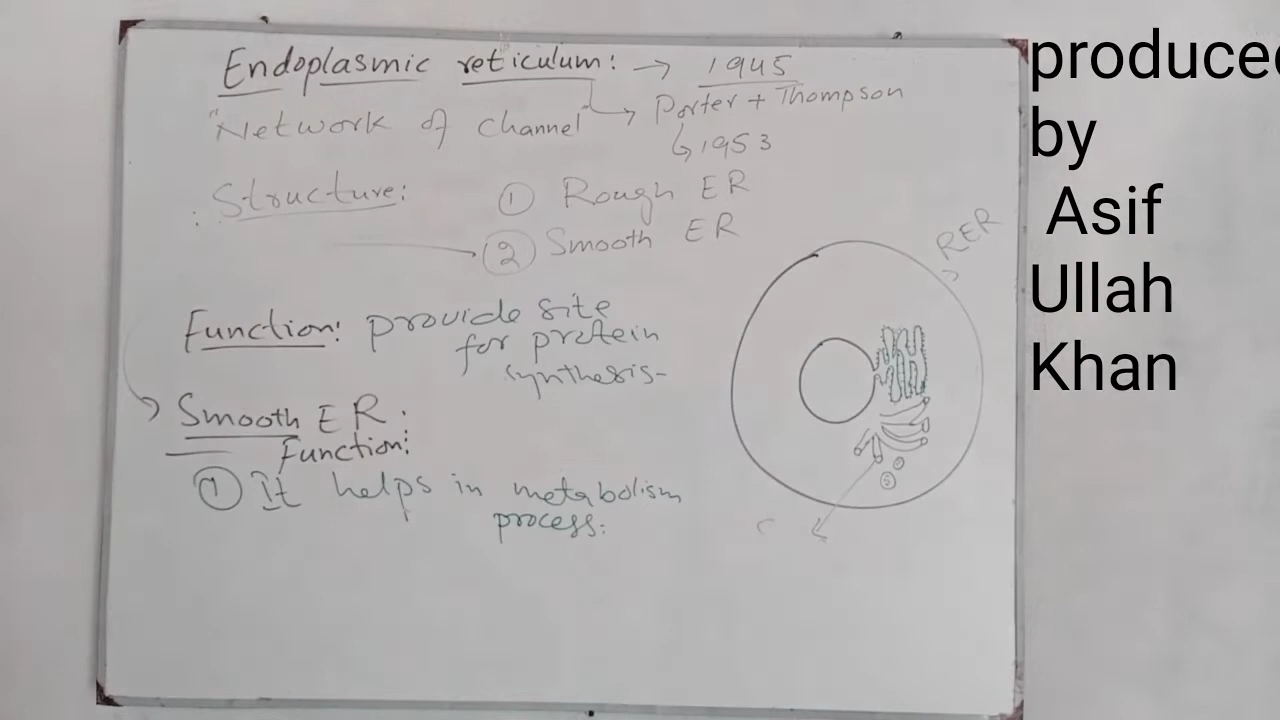 Endoplasmic reticulum: → 1945
"Network of channel" → Porter + Thompson
↳ 1953
Structure: ① Rough ER
→ ② Smooth ER
Function: provide site
for protein
synthesis-
Smooth ER:
Function:
① It helps in metabolism
process:
RER
S
produced
by
Asif
Ullah
Khan